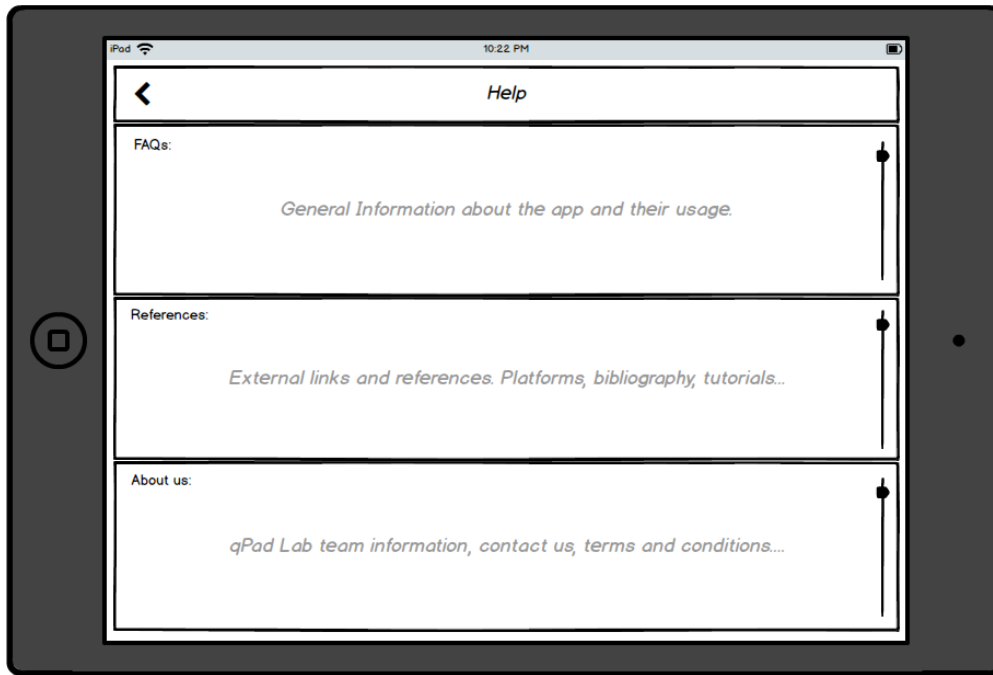 iPad
10:22 PM
Help
FAQs:
General Information about the app and their usage.
References:
External links and references. Platforms, bibliography, tutorials...
About us:
qPad Lab team information, contact us, terms and conditions....